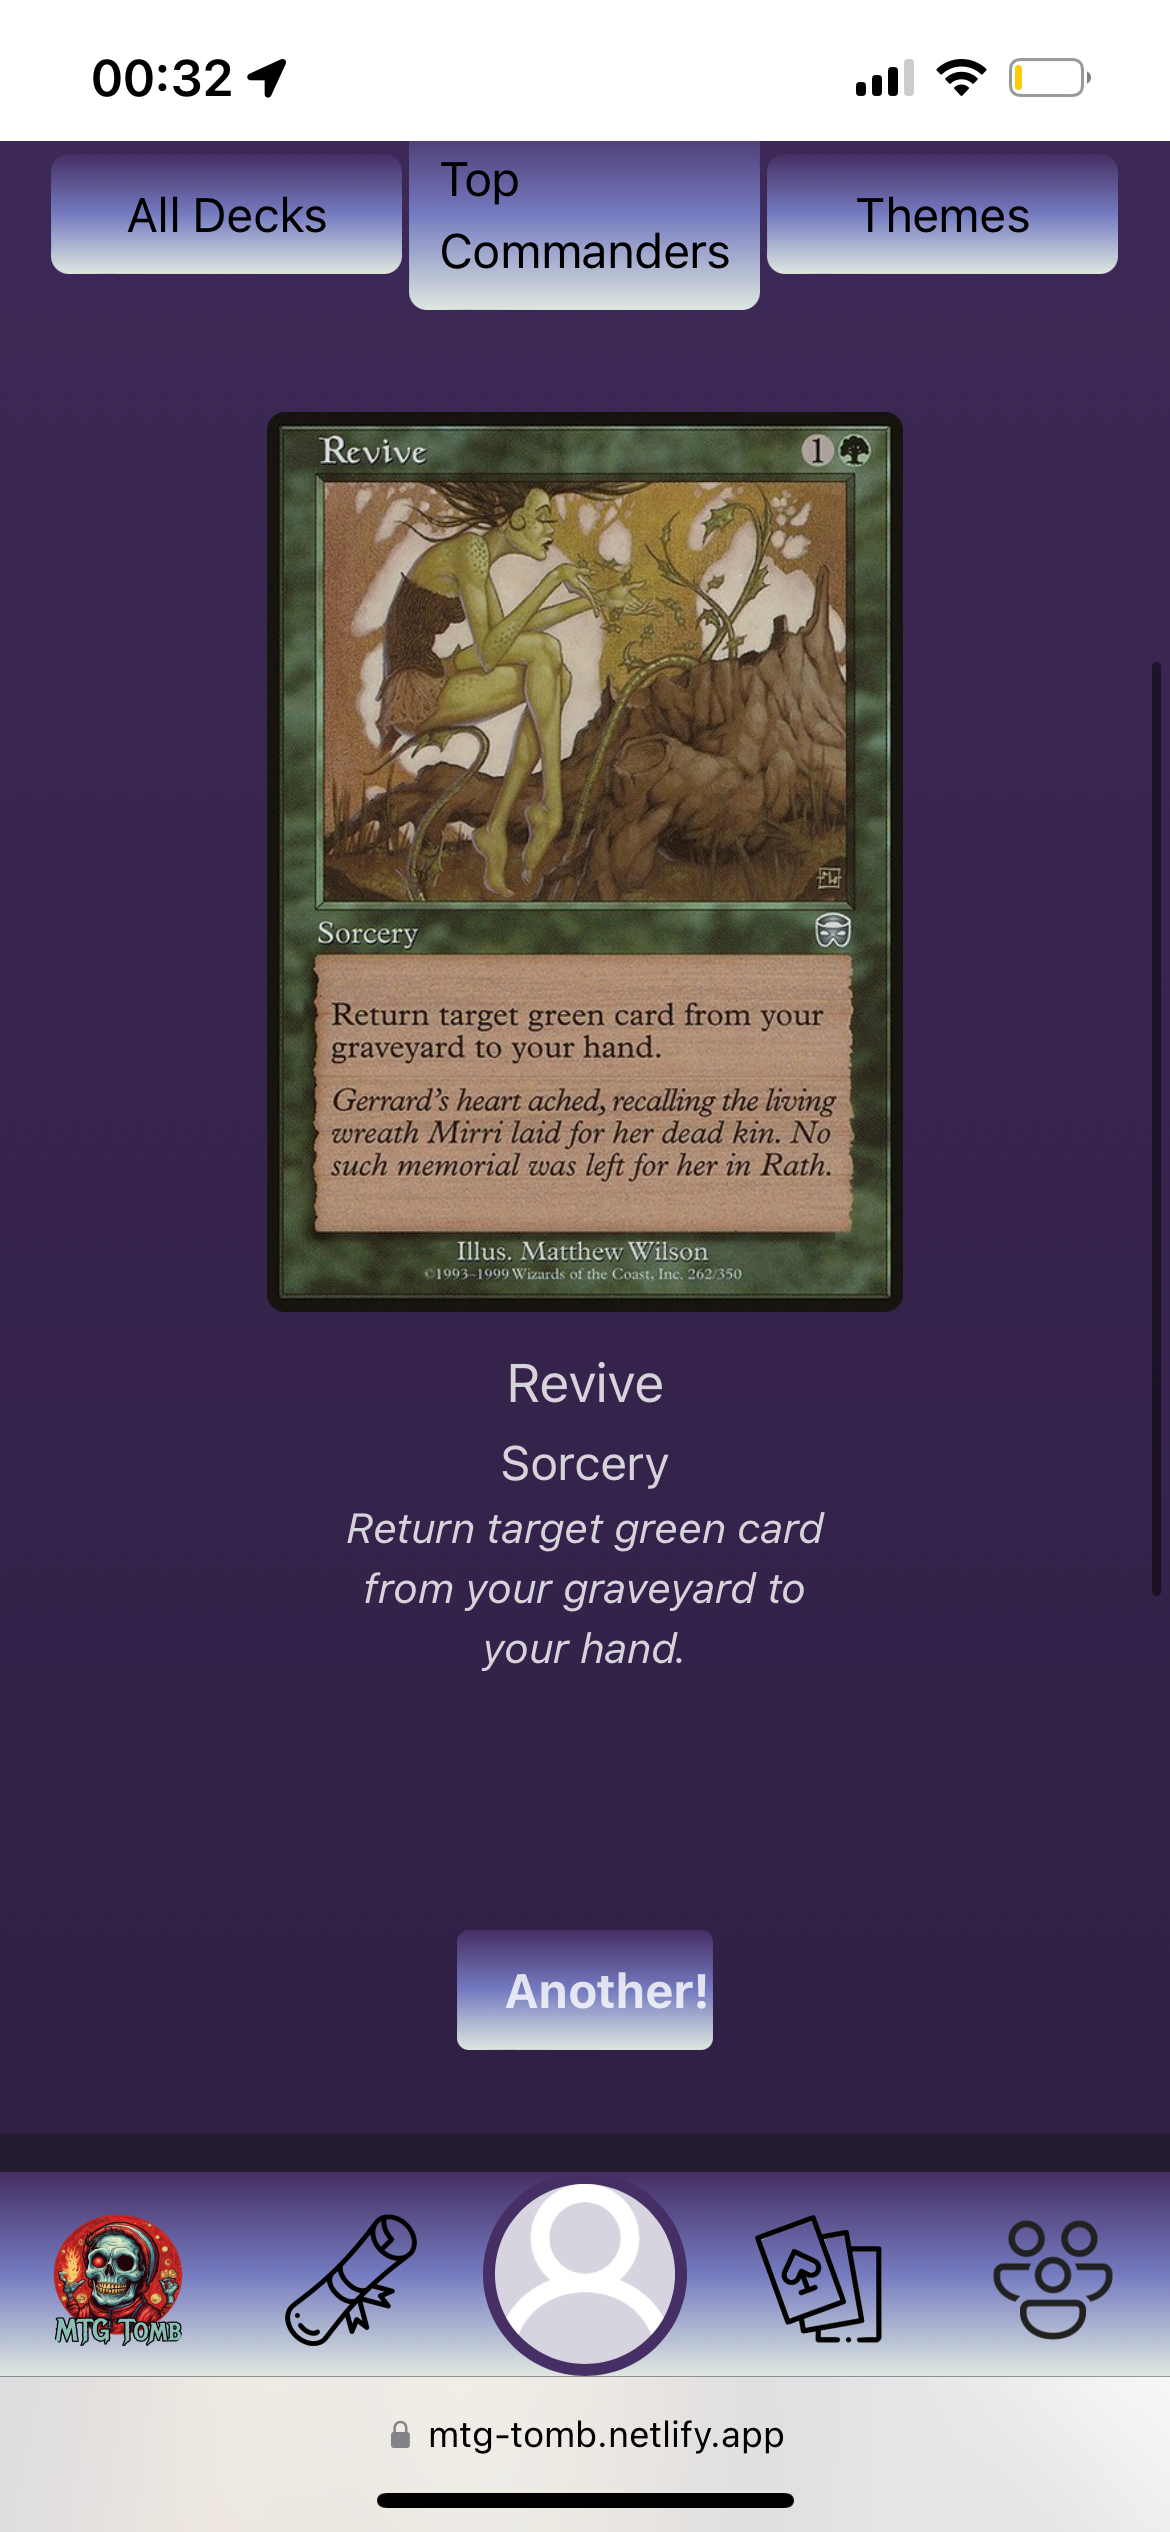 00:32
All Decks
Top
Commanders
Themes
Revive
1
Sorcery
Return target green card from your
graveyard to your hand.
Gerrard's heart ached, recalling the living
wreath Mirri laid for her dead kin. No
such memorial was left for her in Rath.
Illus. Matthew Wilson
©1993–1999 Wizards of the Coast, Inc. 262/350
Revive
Sorcery
Return target green card
from your graveyard to
your hand.
Another!
MTG TOMB
mtg-tomb.netlify.app